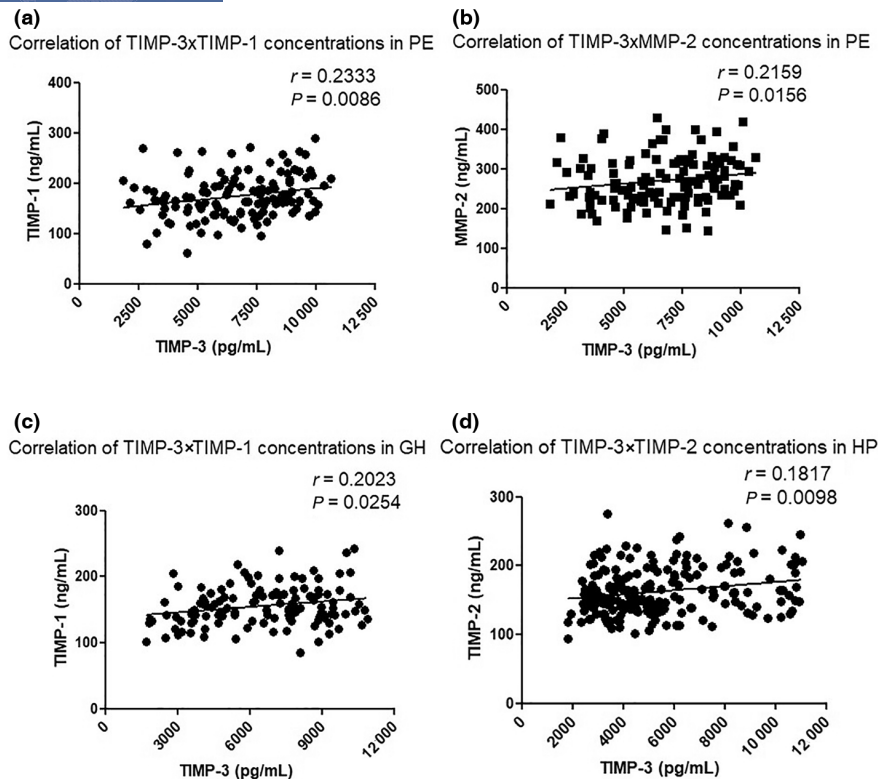 (a)
Correlation of TIMP-3xTIMP-1 concentrations in PE
r = 0.2333
P = 0.0086
400
300
200
100
0
TIMP-1 (ng/mL)
0
2500
5000
7500
10 000
12 500
TIMP-3 (pg/mL)
(b)
Correlation of TIMP-3xMMP-2 concentrations in PE
r = 0.2159
P = 0.0156
500
400
300
200
100
0
MMP-2 (ng/mL)
0
2500
5000
7500
10 000
12 500
TIMP-3 (pg/mL)
(c)
Correlation of TIMP-3×TIMP-1 concentrations in GH
r = 0.2023
P = 0.0254
300
200
100
0
TIMP-1 (ng/mL)
0
3000
6000
9000
12 000
TIMP-3 (pg/mL)
(d)
Correlation of TIMP-3×TIMP-2 concentrations in HP
r = 0.1817
P = 0.0098
300
200
100
0
TIMP-2 (ng/mL)
0
2000
4000
6000
8000
10 000
12 000
TIMP-3 (pg/mL)